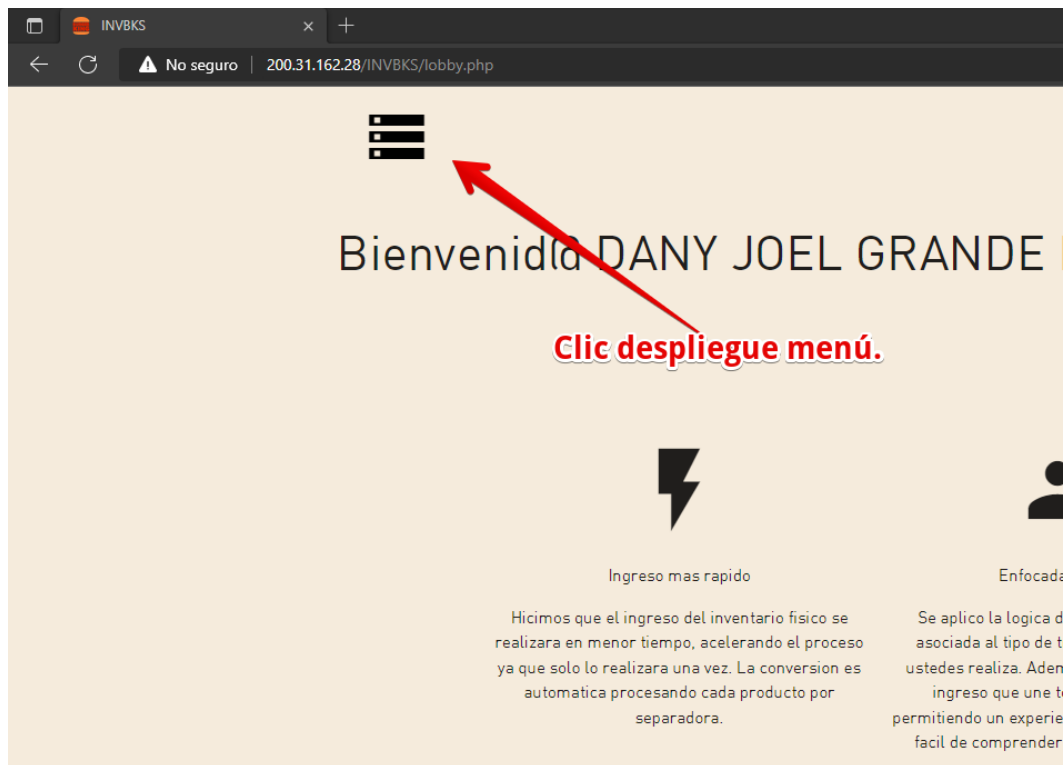 INVBKS
No seguro 200.31.162.28/INVBKS/lobby.php
Bienvenid@ DANY JOEL GRANDE
Clic despliegue menú.
Ingreso mas rapido
Hicimos que el ingreso del inventario fisico se
realizara en menor tiempo, acelerando el proceso
ya que solo lo realizara una vez. La conversion es
automatica procesando cada producto por
separadora.
Enfocada
Se aplico la logica d
asociada al tipo de t
ustedes realiza. Adem
ingreso que une t
permitiendo un experie
facil de comprender